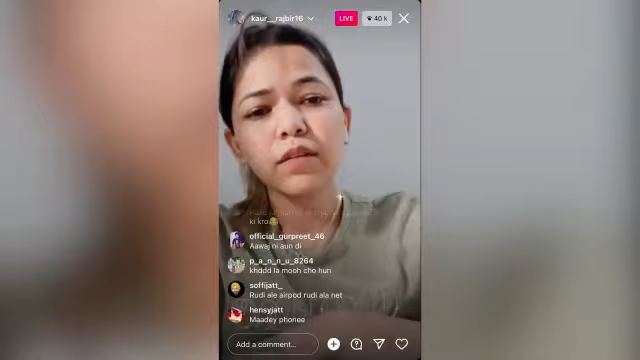 kaur__rajbir16
LIVE
40 k
ki kro
official_gurpreet_46
Aawaj ni aun di
p_a_n_n_u_8264
khddd la mooh cho hun
soffijatt_
Rudi ale airpod rudi ala net
hensyjatt
Maadey phonee
Add a comment...